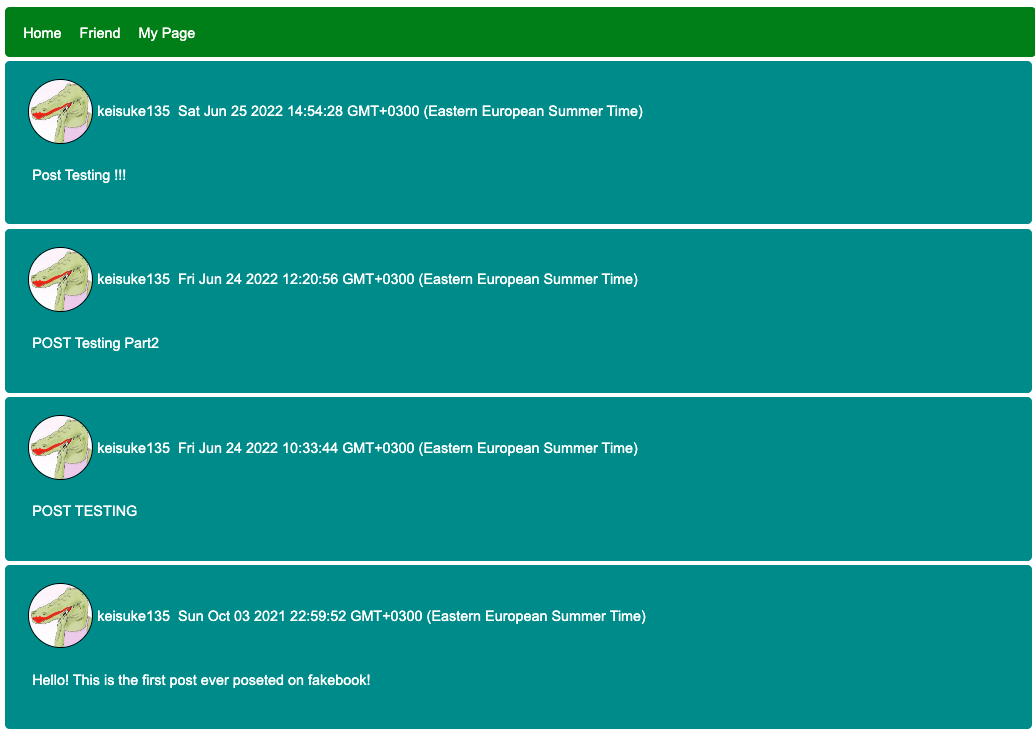 Home Friend My Page
keisuke135 Sat Jun 25 2022 14:54:28 GMT+0300 (Eastern European Summer Time)
Post Testing !!!
keisuke135 Fri Jun 24 2022 12:20:56 GMT+0300 (Eastern European Summer Time)
POST Testing Part2
keisuke135 Fri Jun 24 2022 10:33:44 GMT+0300 (Eastern European Summer Time)
POST TESTING
keisuke135 Sun Oct 03 2021 22:59:52 GMT+0300 (Eastern European Summer Time)
Hello! This is the first post ever poseted on fakebook!